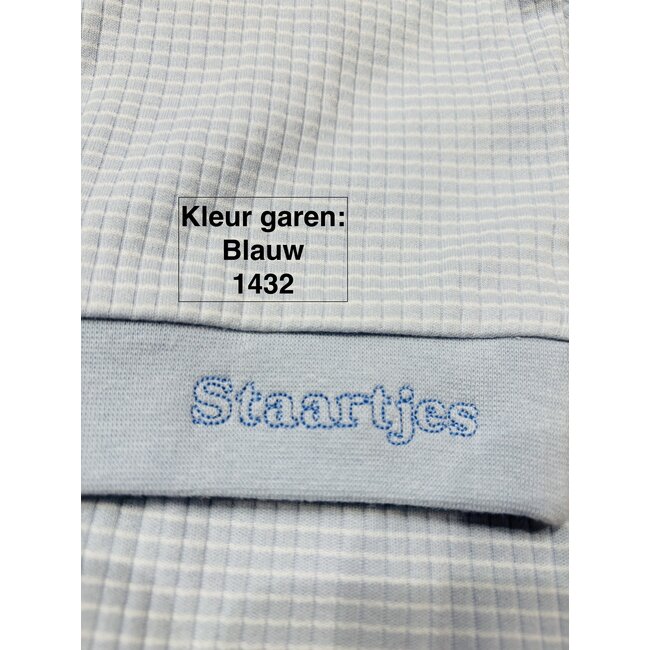 Kleur garen:
Blauw
1432
Staartjes